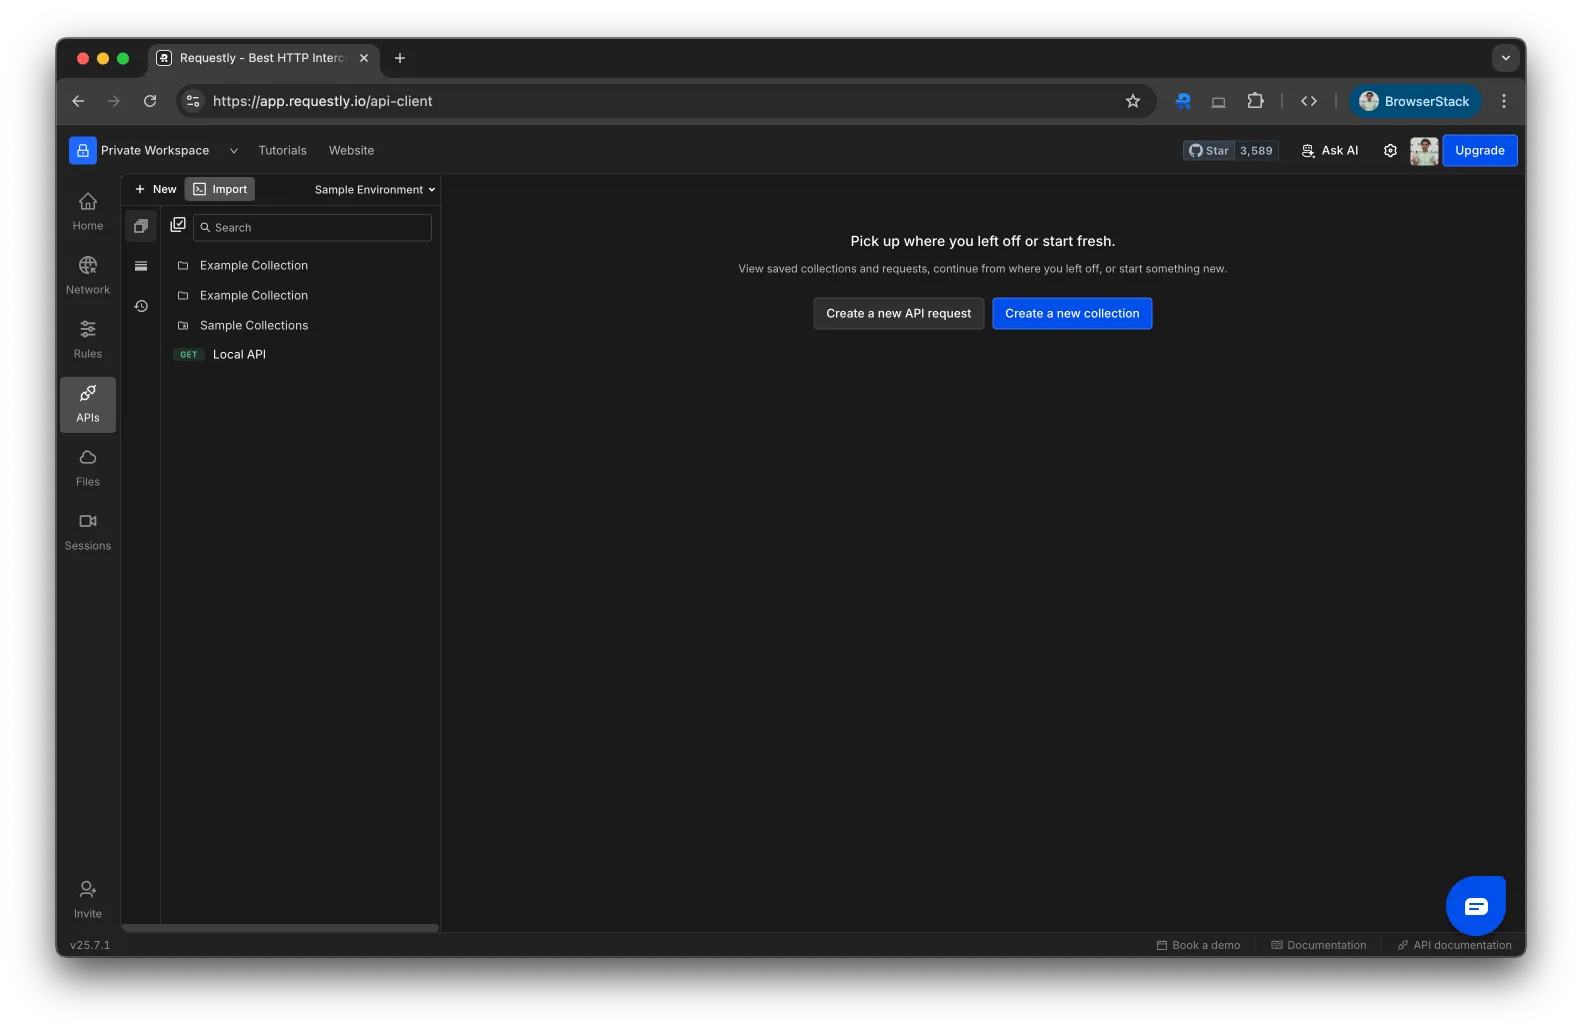 Requestly - Best HTTP Interc
https://app.requestly.io/api-client
BrowserStack
Private Workspace
Tutorials
Website
Star
3,589
Ask AI
Upgrade
New
Import
Sample Environment
Search
Home
Network
Rules
APIs
Files
Sessions
Example Collection
Example Collection
Sample Collections
GET Local API
Pick up where you left off or start fresh.
View saved collections and requests, continue from where you left off, or start something new.
Create a new API request
Create a new collection
Invite
v25.7.1
Book a demo
Documentation
API documentation